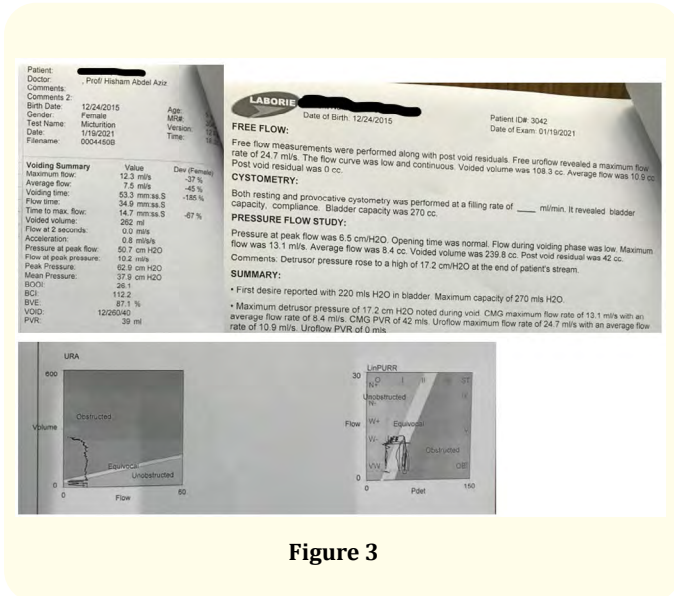 Patient:
Doctor: , Prof/ Hisham Abdel Aziz
Comments:
Comments 2:
Birth Date: 12/24/2015 Age:
Gender: Female MR#:
Test Name: Micturition Version:
Date: 1/19/2021 Time:
Filename: 00044508
Voiding Summary Value Dev (Female)
Maximum flow: 12.3 ml/s -37 %
Average flow: 7.5 ml/s -45 %
Voiding time: 53.3 mm:ss.S -185 %
Flow time: 34.9 mm:ss.S
Time to max. flow: 14.7 mm:ss.S -67 %
Voided volume: 262 ml
Flow at 2 seconds: 0.0 ml/s
Acceleration: 0.8 ml/s/s
Pressure at peak flow: 50.7 cm H2O
Flow at peak pressure: 10.2 ml/s
Peak Pressure: 62.9 cm H2O
Mean Pressure: 37.9 cm H2O
BOOI: 26.1
BCI: 112.2
BVE: 87.1 %
VOID: 12/260/40
PVR: 39 ml
LABORIE
Date of Birth: 12/24/2015 Patient ID#: 3042
Date of Exam: 01/19/2021
FREE FLOW:
Free flow measurements were performed along with post void residuals. Free uroflow revealed a maximum flow
rate of 24.7 ml/s. The flow curve was low and continuous. Voided volume was 108.3 cc. Average flow was 10.9 cc.
Post void residual was 0 cc.
CYSTOMETRY:
Both resting and provocative cystometry was performed at a filling rate of ____ ml/min. It revealed bladder
capacity, compliance. Bladder capacity was 270 cc.
PRESSURE FLOW STUDY:
Pressure at peak flow was 6.5 cm/H2O. Opening time was normal. Flow during voiding phase was low. Maximum
flow was 13.1 ml/s. Average flow was 8.4 cc. Voided volume was 239.8 cc. Post void residual was 42 cc.
Comments: Detrusor pressure rose to a high of 17.2 cm/H2O at the end of patient's stream.
SUMMARY:
• First desire reported with 220 mls H2O in bladder. Maximum capacity of 270 mls H2O.
• Maximum detrusor pressure of 17.2 cm H2O noted during void. CMG maximum flow rate of 13.1 ml/s with an
average flow rate of 8.4 ml/s. CMG PVR of 42 mls. Uroflow maximum flow rate of 24.7 ml/s with an average flow
rate of 10.9 ml/s. Uroflow PVR of 0 mls.
URA
600
Obstructed
Volume
Equivocal
Unobstructed
0
0 Flow 50
LinPURR
30 O I II ST
N+
Unobstructed
N-
Flow W+ Equivocal
W-
Obstructed
VW OBI
0
0 Pdet 150
Figure 3